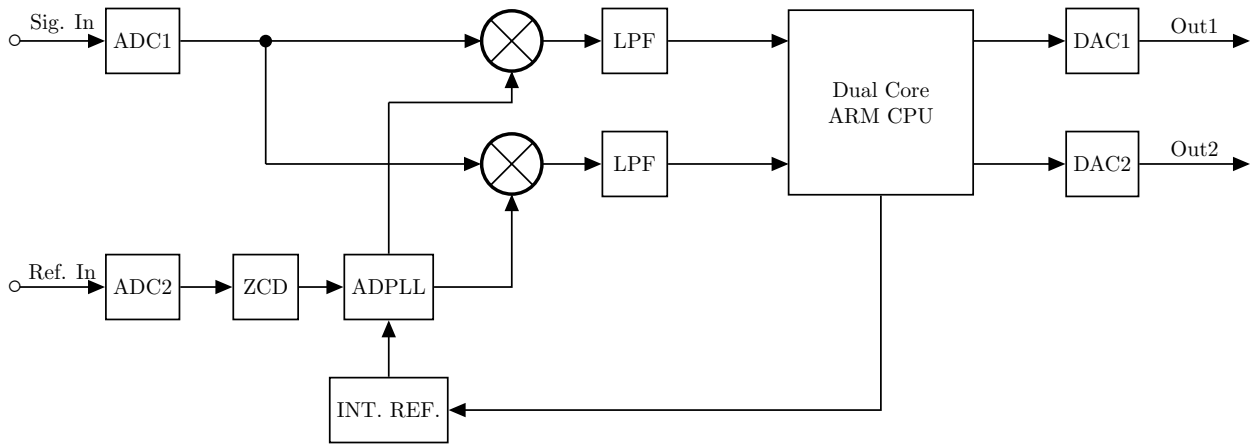 Sig. In
ADC1
LPF
Dual Core
ARM CPU
DAC1
Out1
LPF
DAC2
Out2
Ref. In
ADC2
ZCD
ADPLL
INT. REF.